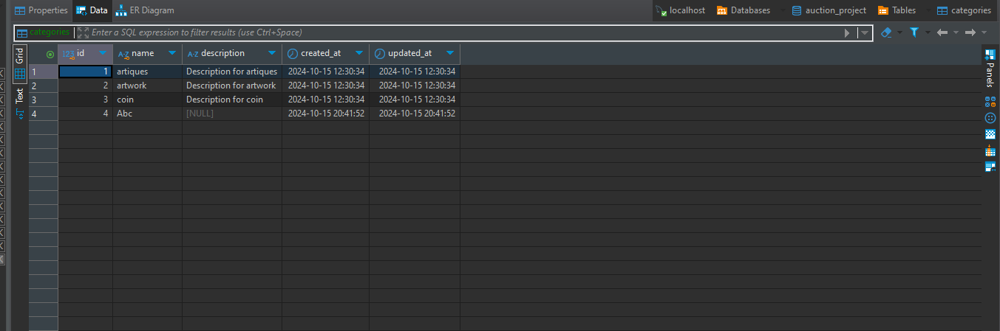 Properties Data ER Diagram localhost Databases auction_project Tables categories
categories Enter a SQL expression to filter results (use Ctrl+Space)
Grid
Text
Panels
123 id A-Z name A-Z description created_at updated_at
1 1 artiques Description for artiques 2024-10-15 12:30:34 2024-10-15 12:30:34
2 2 artwork Description for artwork 2024-10-15 12:30:34 2024-10-15 12:30:34
3 3 coin Description for coin 2024-10-15 12:30:34 2024-10-15 12:30:34
4 4 Abc [NULL] 2024-10-15 20:41:52 2024-10-15 20:41:52